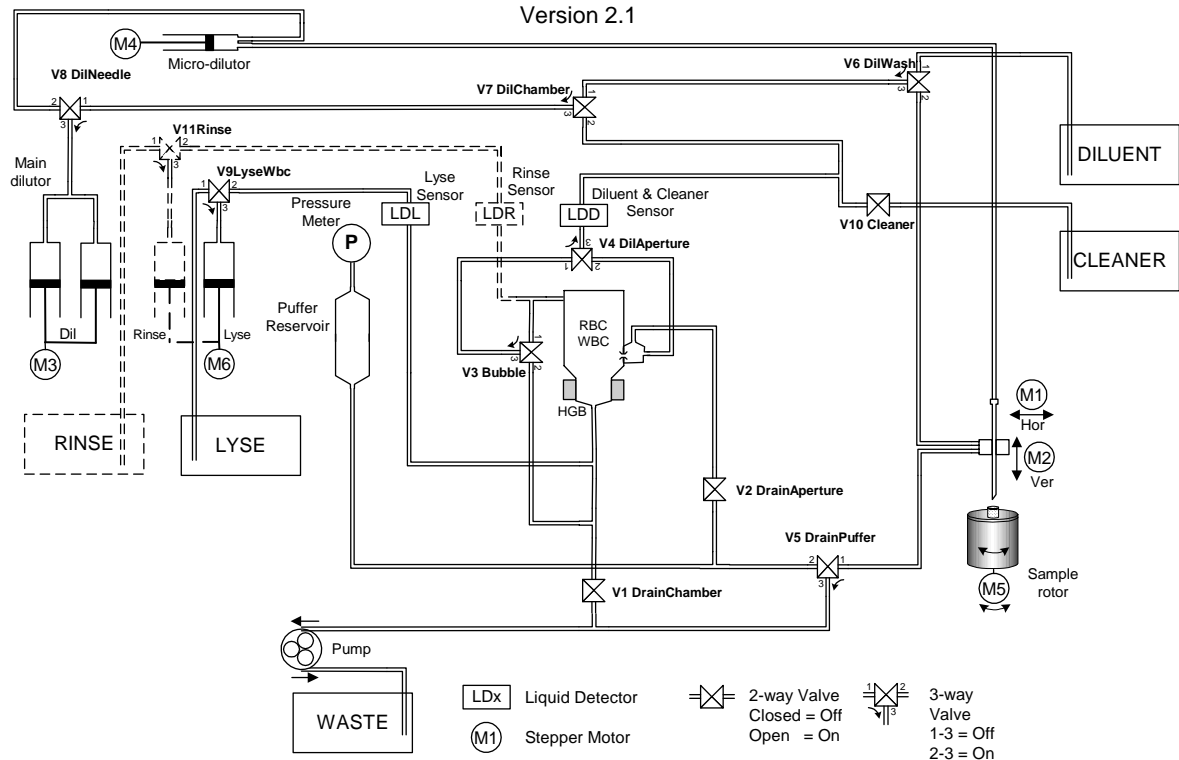 Version 2.1
M4
Micro-dilutor
V8 DilNeedle
2
1
3
V7 DilChamber
1
3
2
V6 DilWash
1
3
2
DILUENT
V11Rinse
1
2
3
V9LyseWbc
1
2
3
Main
dilutor
Lyse
Sensor
LDL
Rinse
Sensor
LDR
Diluent & Cleaner
Sensor
LDD
V10 Cleaner
CLEANER
Pressure
Meter
P
V4 DilAperture
3
1
2
Puffer
Reservoir
RBC
WBC
Dil
Rinse
Lyse
M3
M6
1
3
2
V3 Bubble
HGB
RINSE
LYSE
M1
Hor
M2
Ver
V2 DrainAperture
V5 DrainPuffer
2
1
3
V1 DrainChamber
M5
Sample
rotor
Pump
WASTE
LDx
Liquid Detector
M1
Stepper Motor
2-way Valve
Closed = Off
Open = On
1
2
3
3-way
Valve
1-3 = Off
2-3 = On